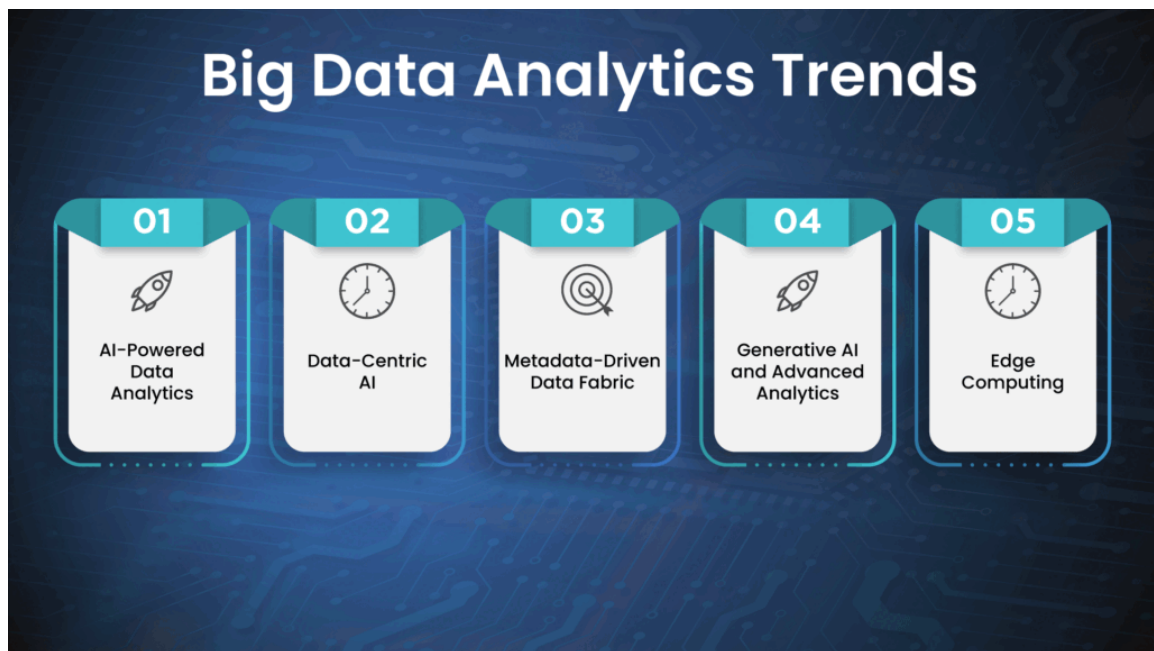 Big Data Analytics Trends
01
AI-Powered
Data
Analytics
02
Data-Centric
AI
03
Metadata-Driven
Data Fabric
04
Generative AI
and Advanced
Analytics
05
Edge
Computing